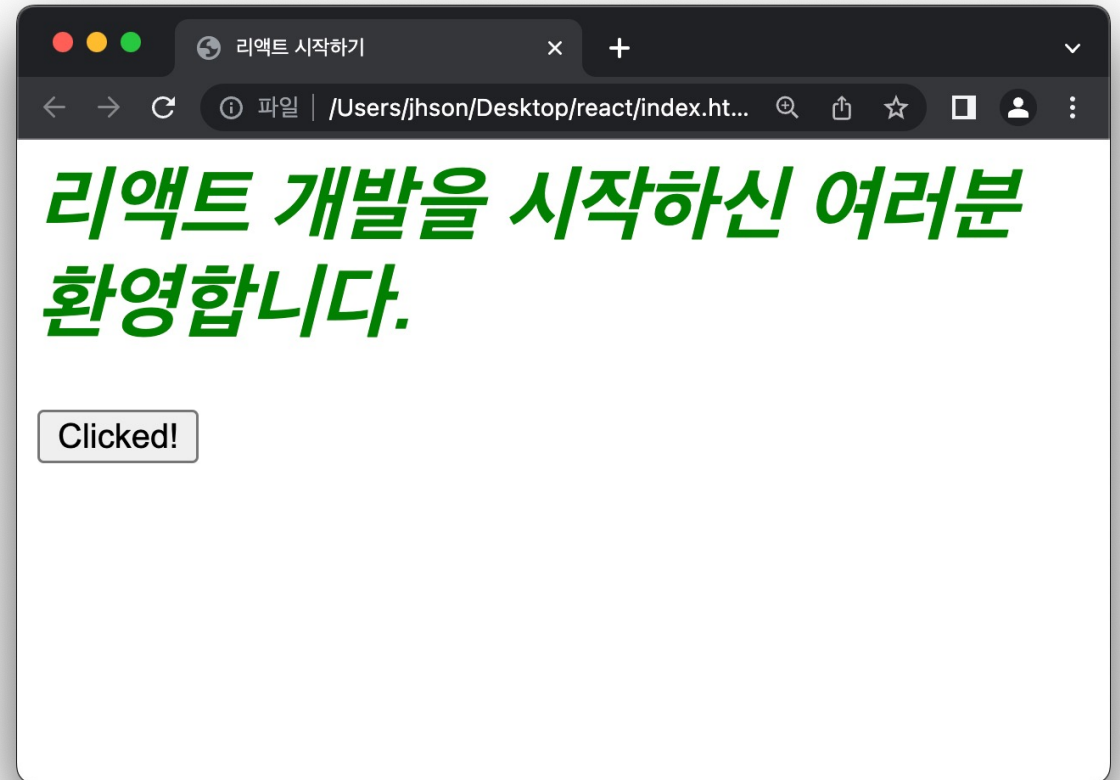 리액트 시작하기
파일 /Users/jhson/Desktop/react/index.ht...
리액트 개발을 시작하신 여러분
환영합니다.
Clicked!